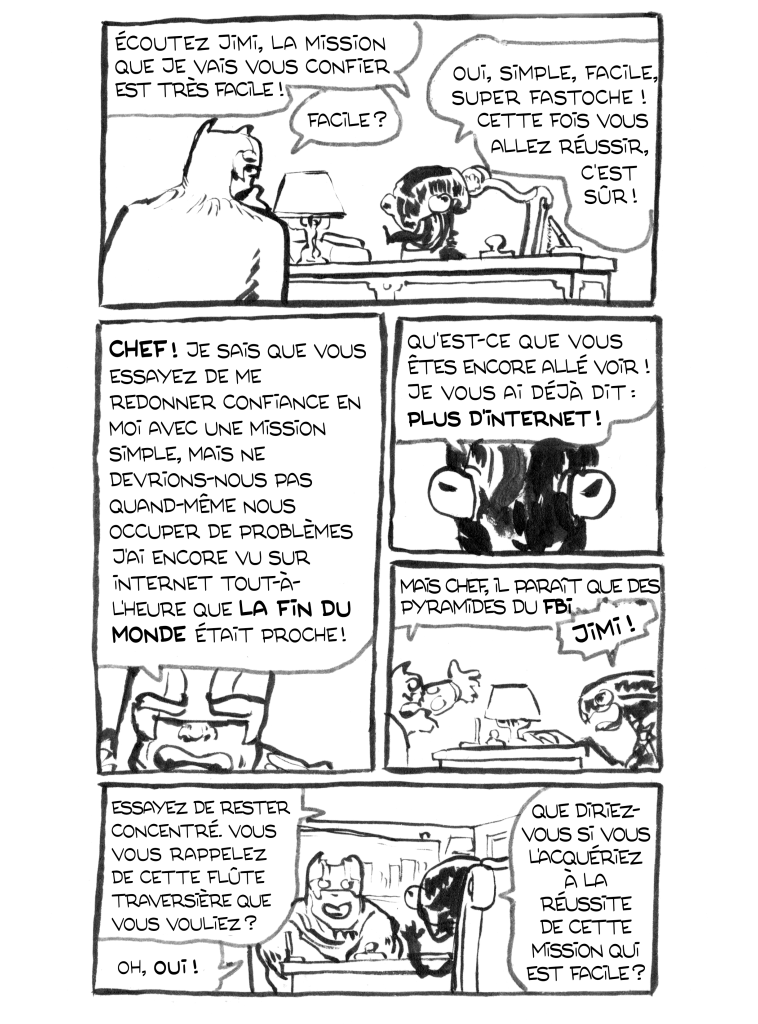 ÉCOUTEZ JIMI, LA MISSION
QUE JE VAIS VOUS CONFIER
EST TRÈS FACILE !
FACILE ?
OUI, SIMPLE, FACILE,
SUPER FASTOCHE !
CETTE FOIS VOUS
ALLEZ RÉUSSIR,
C'EST
SÛR !
CHEF ! JE SAIS QUE VOUS
ESSAYEZ DE ME
REDONNER CONFIANCE EN
MOI AVEC UNE MISSION
SIMPLE, MAIS NE
DEVRIONS-NOUS PAS
QUAND-MÊME NOUS
OCCUPER DE PROBLÈMES
J'AI ENCORE VU SUR
INTERNET TOUT-À-
L'HEURE QUE LA FIN DU
MONDE ÉTAIT PROCHE !
QU'EST-CE QUE VOUS
ÊTES ENCORE ALLÉ VOIR !
JE VOUS AI DÉJÀ DIT :
PLUS D'INTERNET !
MAIS CHEF, IL PARAÎT QUE DES
PYRAMIDES DU FBI
JIMI !
ESSAYEZ DE RESTER
CONCENTRÉ. VOUS
VOUS RAPPELEZ
DE CETTE FLÛTE
TRAVERSIÈRE QUE
VOUS VOULIEZ ?
OH, OUI !
QUE DIRIEZ-
VOUS SI VOUS
L'ACQUÉRIEZ
À LA
RÉUSSITE
DE CETTE
MISSION QUI
EST FACILE ?